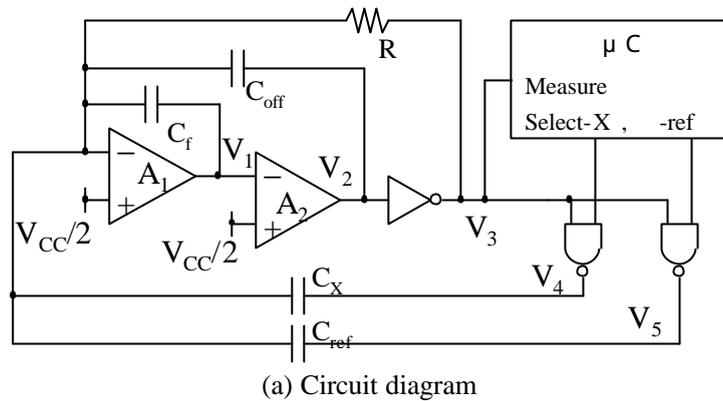 R
μ C
C_off
Measure
C_f
Select-X , -ref
V_1
V_2
−
A_1
+
−
A_2
+
V_CC/2
V_CC/2
V_3
C_X
V_4
C_ref
V_5
(a) Circuit diagram